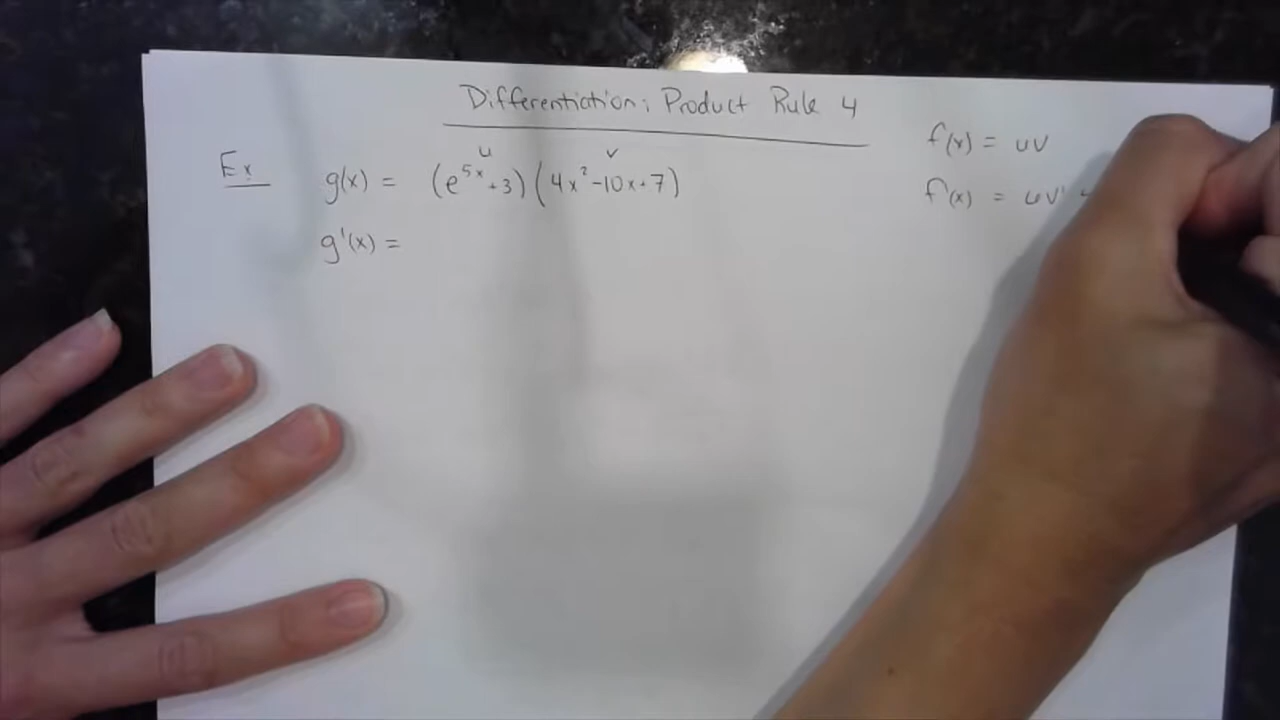 Differentiation: Product Rule 4
f(x) = uv
u v
Ex g(x) = (e^5x + 3)(4x² - 10x + 7)
f'(x) = uv' +
g'(x) =